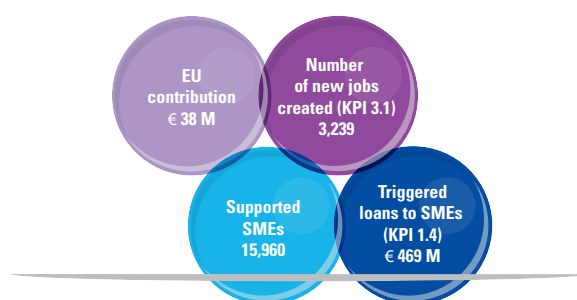 EU
contribution
€ 38 M
Number
of new jobs
created (KPI 3.1)
3,239
Supported
SMEs
15,960
Triggered
loans to SMEs
(KPI 1.4)
€ 469 M